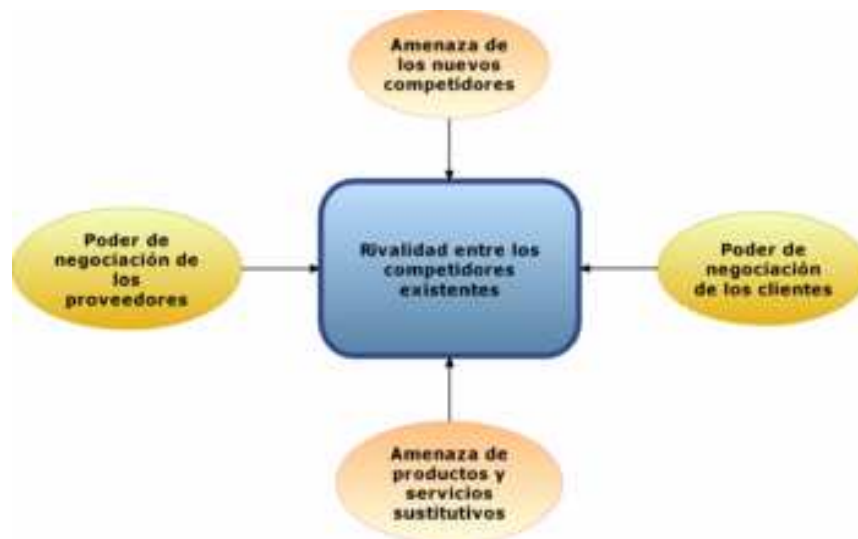 Amenaza de
los nuevos
competidores
Poder de
negociación de
los
proveedores
Rivalidad entre los
competidores
existentes
Poder de
negociación
de los clientes
Amenaza de
productos y
servicios
sustitutivos